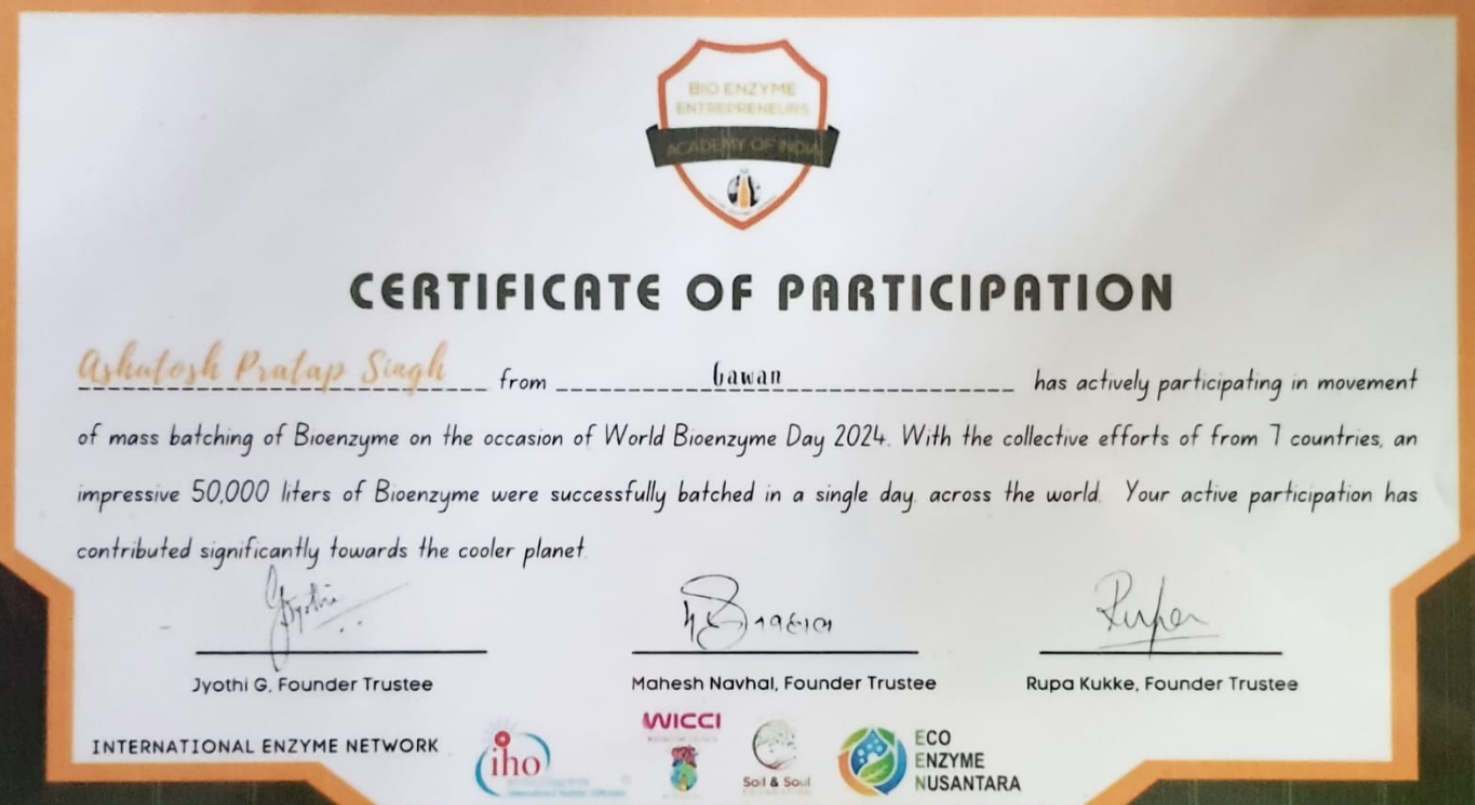 BIO ENZYME
ENTREPRENEURS
ACADEMY OF INDIA
CERTIFICATE OF PARTICIPATION
Ashutosh Pratap Singh from Gawan has actively participating in movement
of mass batching of Bioenzyme on the occasion of World Bioenzyme Day 2024. With the collective efforts of from 7 countries, an
impressive 50,000 liters of Bioenzyme were successfully batched in a single day. across the world. Your active participation has
contributed significantly towards the cooler planet.
Jyothi
Rupa
Jyothi G, Founder Trustee
Mahesh Navhal, Founder Trustee
Rupa Kukke, Founder Trustee
INTERNATIONAL ENZYME NETWORK
iho
WICCI
Soil & Soul
FOUNDATION
ECO
ENZYME
NUSANTARA